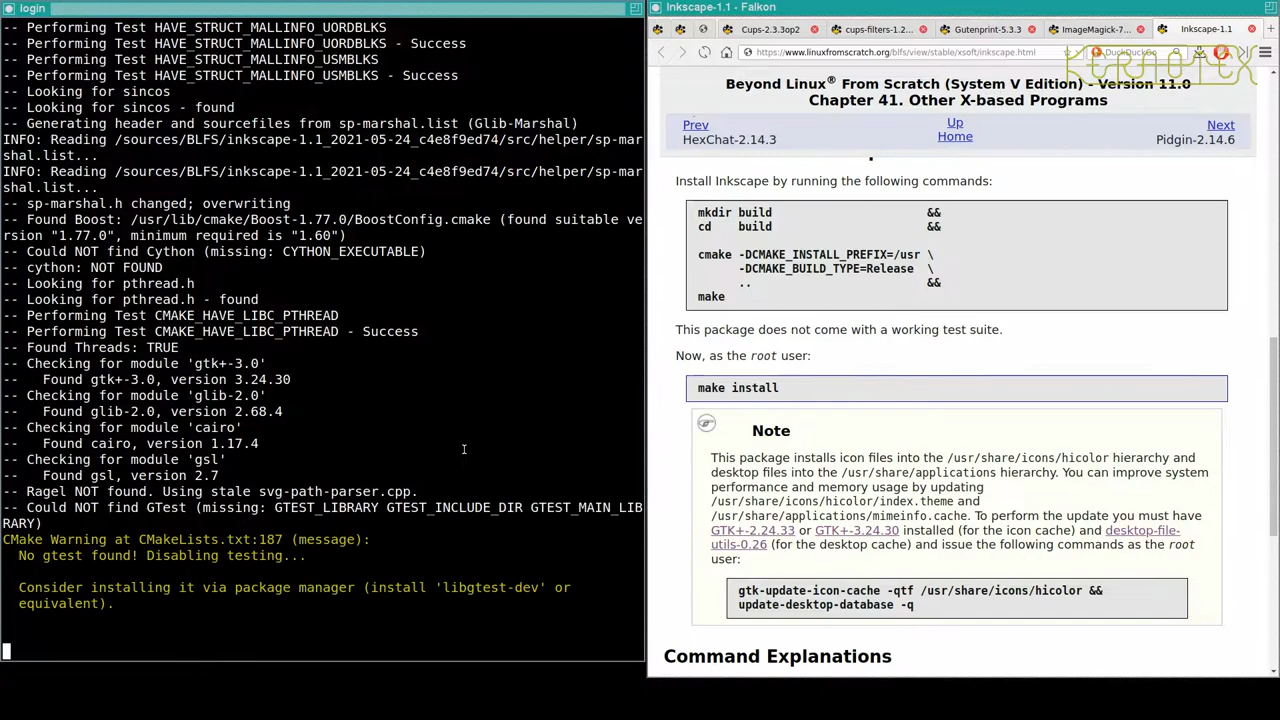 login
-- Performing Test HAVE_STRUCT_MALLINFO_UORDBLKS
-- Performing Test HAVE_STRUCT_MALLINFO_UORDBLKS - Success
-- Performing Test HAVE_STRUCT_MALLINFO_USMBLKS
-- Performing Test HAVE_STRUCT_MALLINFO_USMBLKS - Success
-- Looking for sincos
-- Looking for sincos - found
-- Generating header and sourcefiles from sp-marshal.list (Glib-Marshal)
INFO: Reading /sources/BLFS/inkscape-1.1_2021-05-24_c4e8f9ed74/src/helper/sp-mar
shal.list...
INFO: Reading /sources/BLFS/inkscape-1.1_2021-05-24_c4e8f9ed74/src/helper/sp-mar
shal.list...
-- sp-marshal.h changed; overwriting
-- Found Boost: /usr/lib/cmake/Boost-1.77.0/BoostConfig.cmake (found suitable ve
rsion "1.77.0", minimum required is "1.60")
-- Could NOT find Cython (missing: CYTHON_EXECUTABLE)
-- cython: NOT FOUND
-- Looking for pthread.h
-- Looking for pthread.h - found
-- Performing Test CMAKE_HAVE_LIBC_PTHREAD
-- Performing Test CMAKE_HAVE_LIBC_PTHREAD - Success
-- Found Threads: TRUE
-- Checking for module 'gtk+-3.0'
--   Found gtk+-3.0, version 3.24.30
-- Checking for module 'glib-2.0'
--   Found glib-2.0, version 2.68.4
-- Checking for module 'cairo'
--   Found cairo, version 1.17.4
-- Checking for module 'gsl'
--   Found gsl, version 2.7
-- Ragel NOT found. Using stale svg-path-parser.cpp.
-- Could NOT find GTest (missing: GTEST_LIBRARY GTEST_INCLUDE_DIR GTEST_MAIN_LIB
RARY)
CMake Warning at CMakeLists.txt:187 (message):
  No gtest found! Disabling testing...
  Consider installing it via package manager (install 'libgtest-dev' or
  equivalent).
Inkscape-1.1 - Falkon
Cups-2.3.3op2 cups-filters-1.2... Gutenprint-5.3.3 ImageMagick-7... Inkscape-1.1
https://www.linuxfromscratch.org/blfs/view/stable/xsoft/inkscape.html DuckDuckGo
KERNOTEX
Beyond Linux® From Scratch (System V Edition) - Version 11.0
Chapter 41. Other X-based Programs
Prev Up Next
HexChat-2.14.3 Home Pidgin-2.14.6
Install Inkscape by running the following commands:
mkdir build &&
cd    build &&
cmake -DCMAKE_INSTALL_PREFIX=/usr \
      -DCMAKE_BUILD_TYPE=Release  \
      .. &&
make
This package does not come with a working test suite.
Now, as the root user:
make install
Note
This package installs icon files into the /usr/share/icons/hicolor hierarchy and
desktop files into the /usr/share/applications hierarchy. You can improve system
performance and memory usage by updating
/usr/share/icons/hicolor/index.theme and
/usr/share/applications/mimeinfo.cache. To perform the update you must have
GTK+-2.24.33 or GTK+-3.24.30 installed (for the icon cache) and desktop-file-
utils-0.26 (for the desktop cache) and issue the following commands as the root
user:
gtk-update-icon-cache -qtf /usr/share/icons/hicolor &&
update-desktop-database -q
Command Explanations